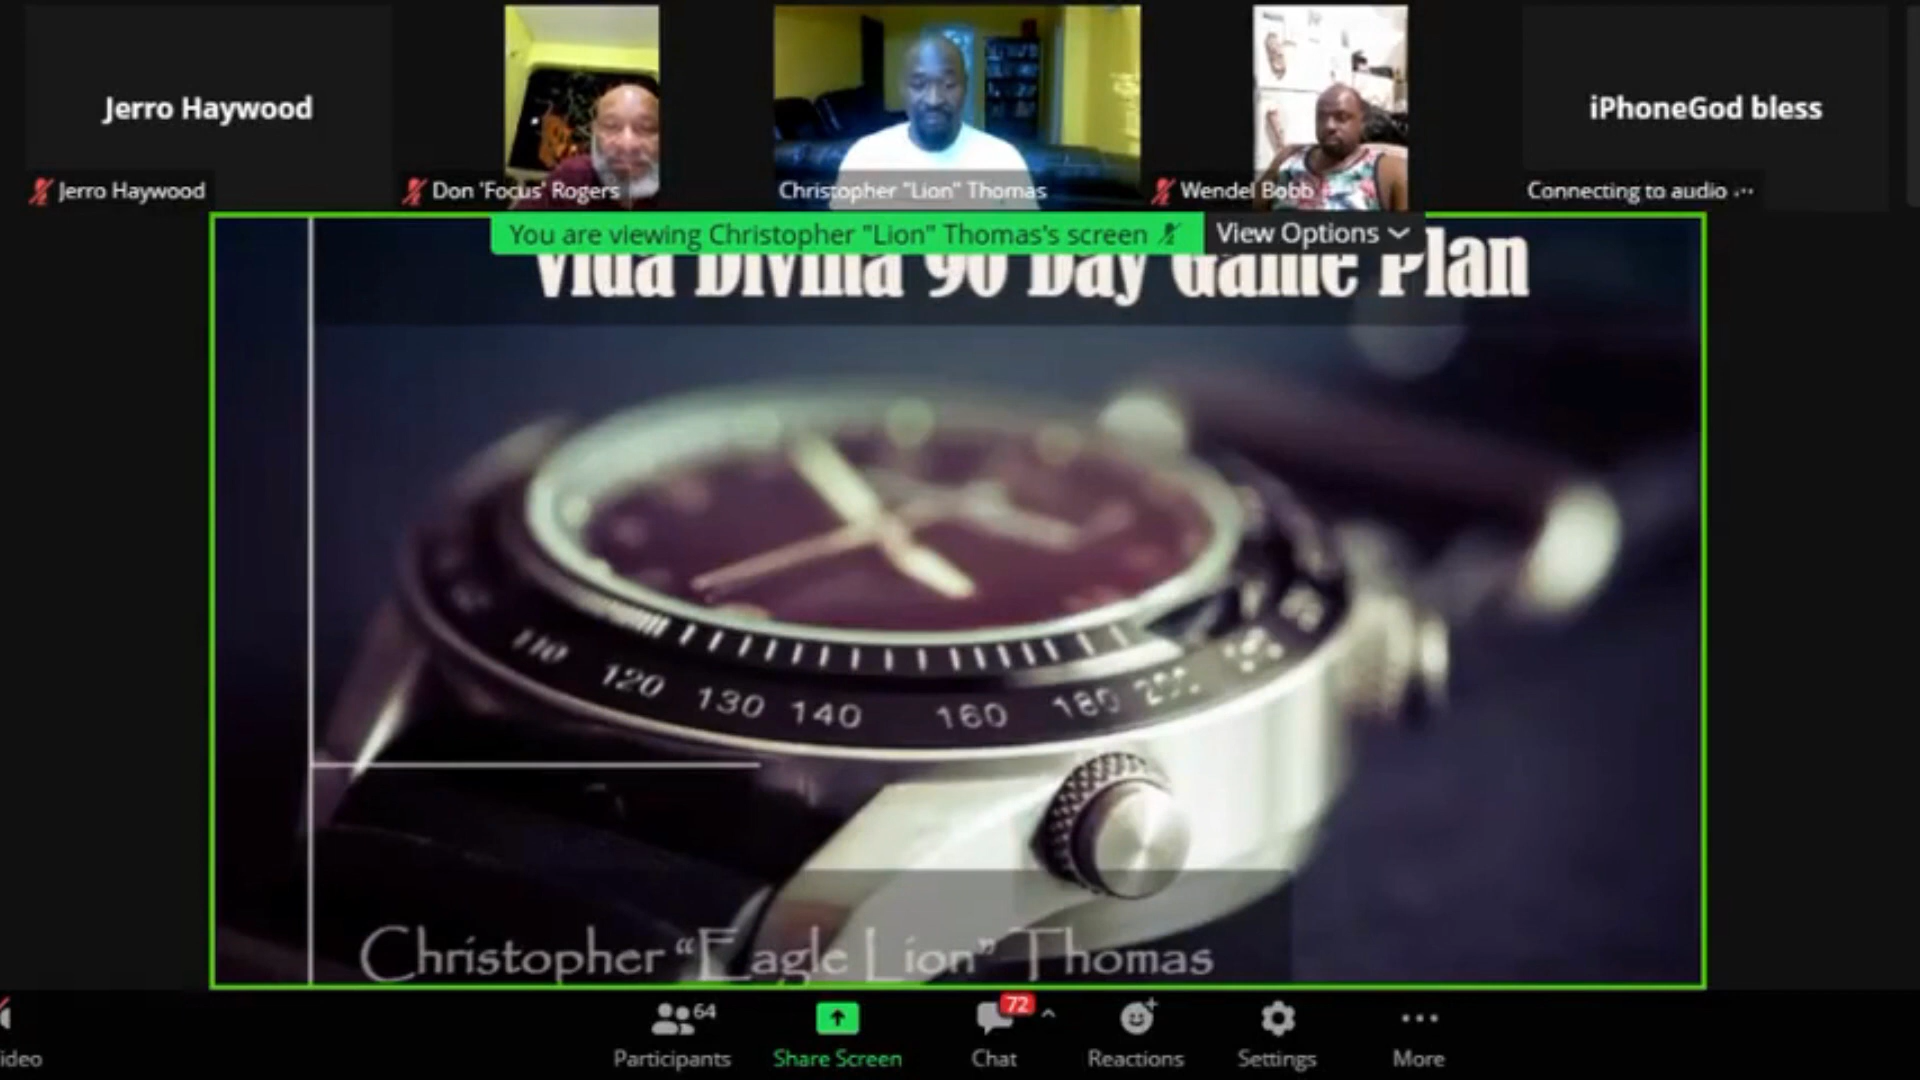 Jerro Haywood
iPhoneGod bless
Jerro Haywood
Don 'Focus' Rogers
Christopher "Lion" Thomas
Wendel Bobb
Connecting to audio ...
You are viewing Christopher "Lion" Thomas's screen
View Options
Vida Divina 90 Day Game Plan
110 120 130 140 160 180 200
Christopher “Eagle Lion” Thomas
64
72
ideo
Participants
Share Screen
Chat
Reactions
Settings
More